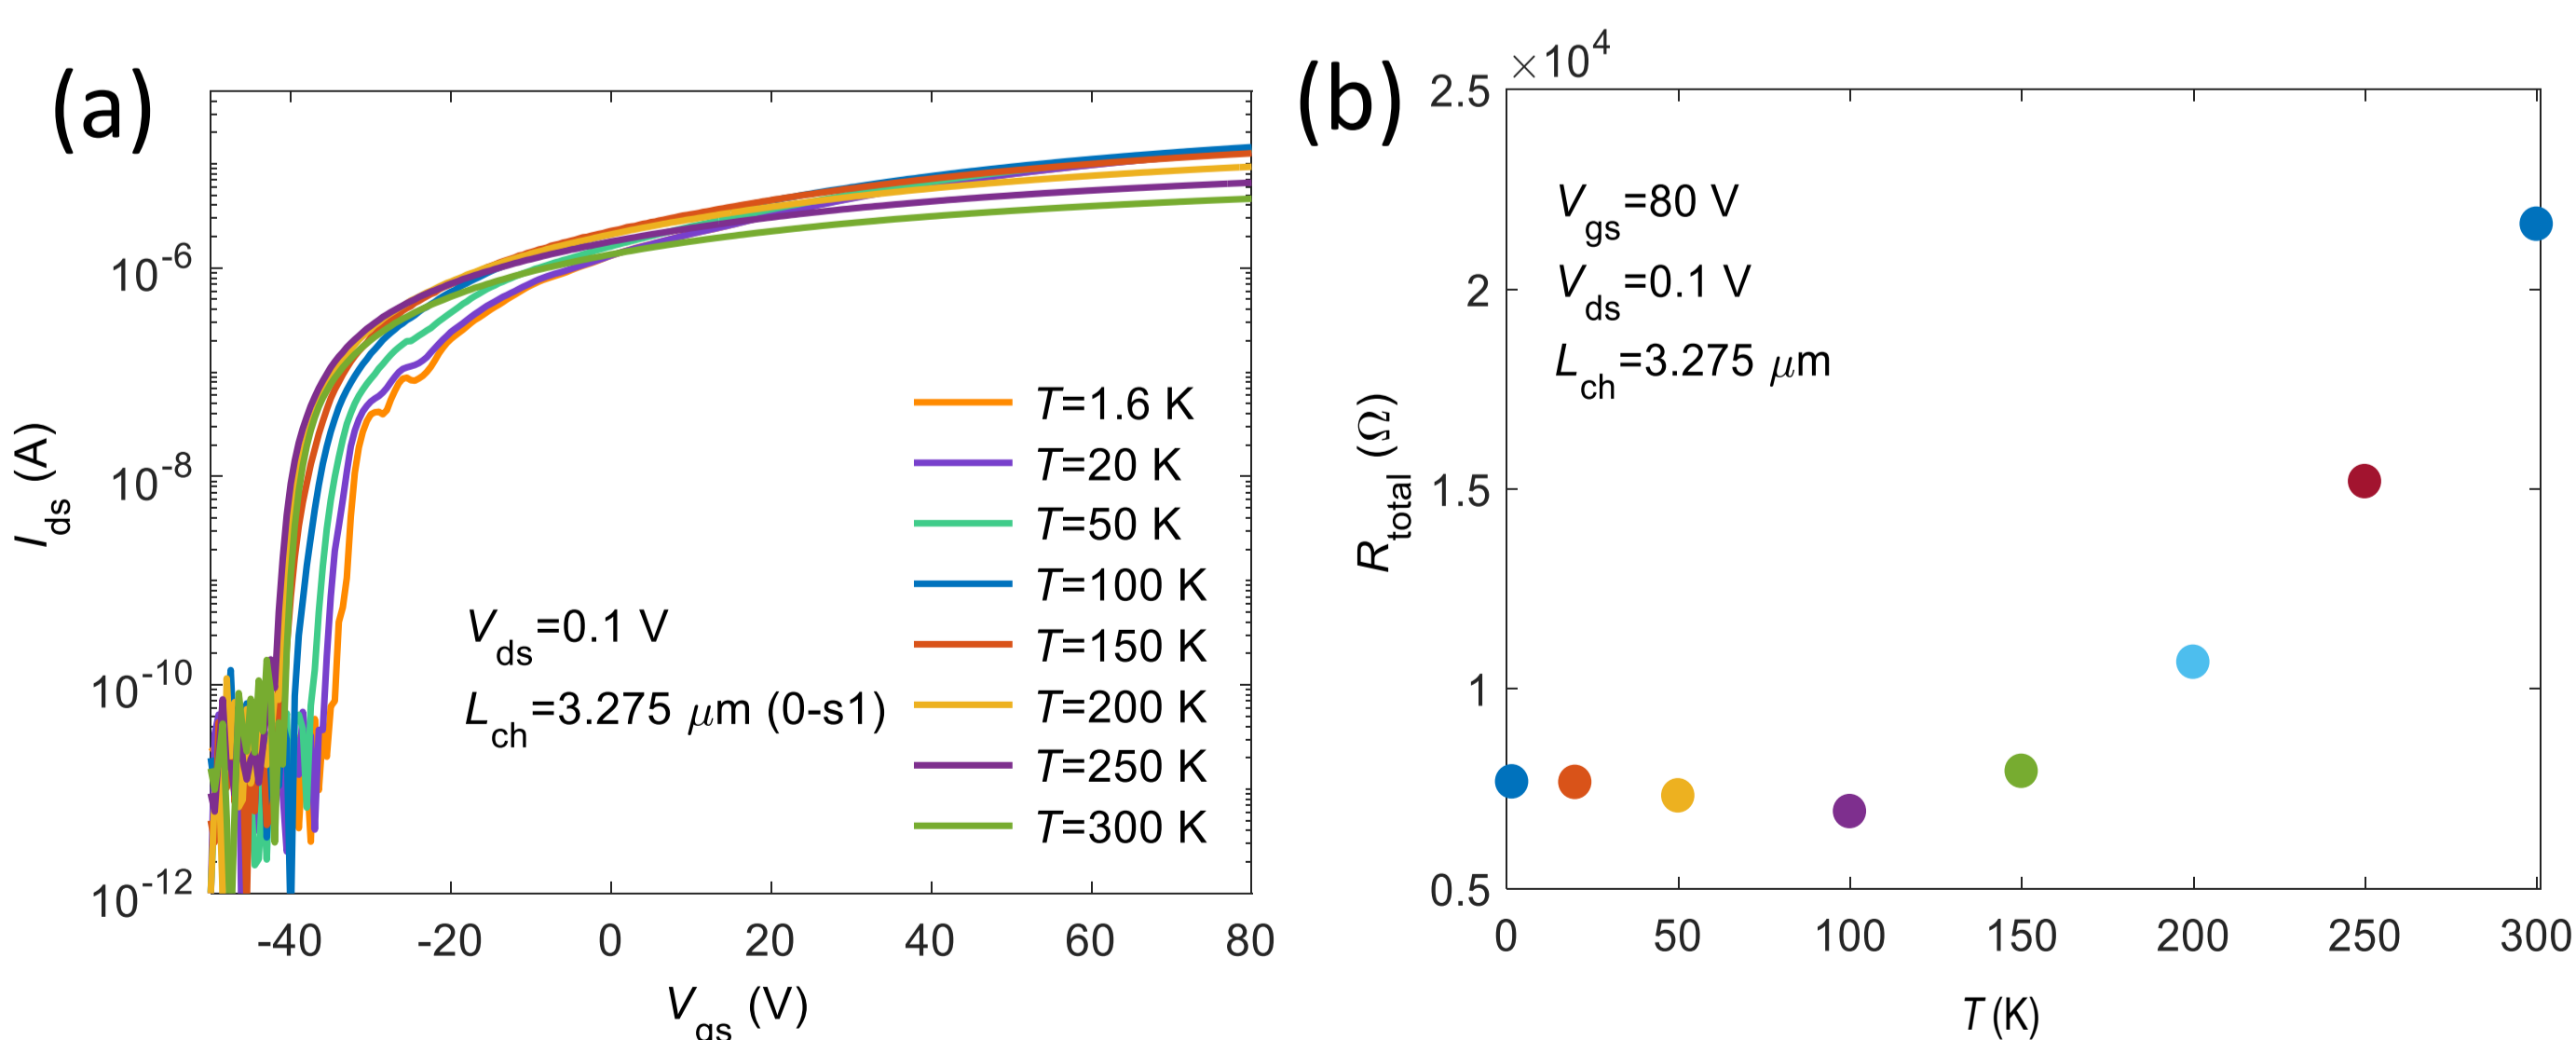 (a)
10^-6
10^-8
10^-10
10^-12
I_ds (A)
-40 -20 0 20 40 60 80
V_gs (V)
V_ds=0.1 V
L_ch=3.275 μm (0-s1)
T=1.6 K
T=20 K
T=50 K
T=100 K
T=150 K
T=200 K
T=250 K
T=300 K
(b)
×10^4
2.5
2
1.5
1
0.5
R_total (Ω)
V_gs=80 V
V_ds=0.1 V
L_ch=3.275 μm
0 50 100 150 200 250 300
T (K)